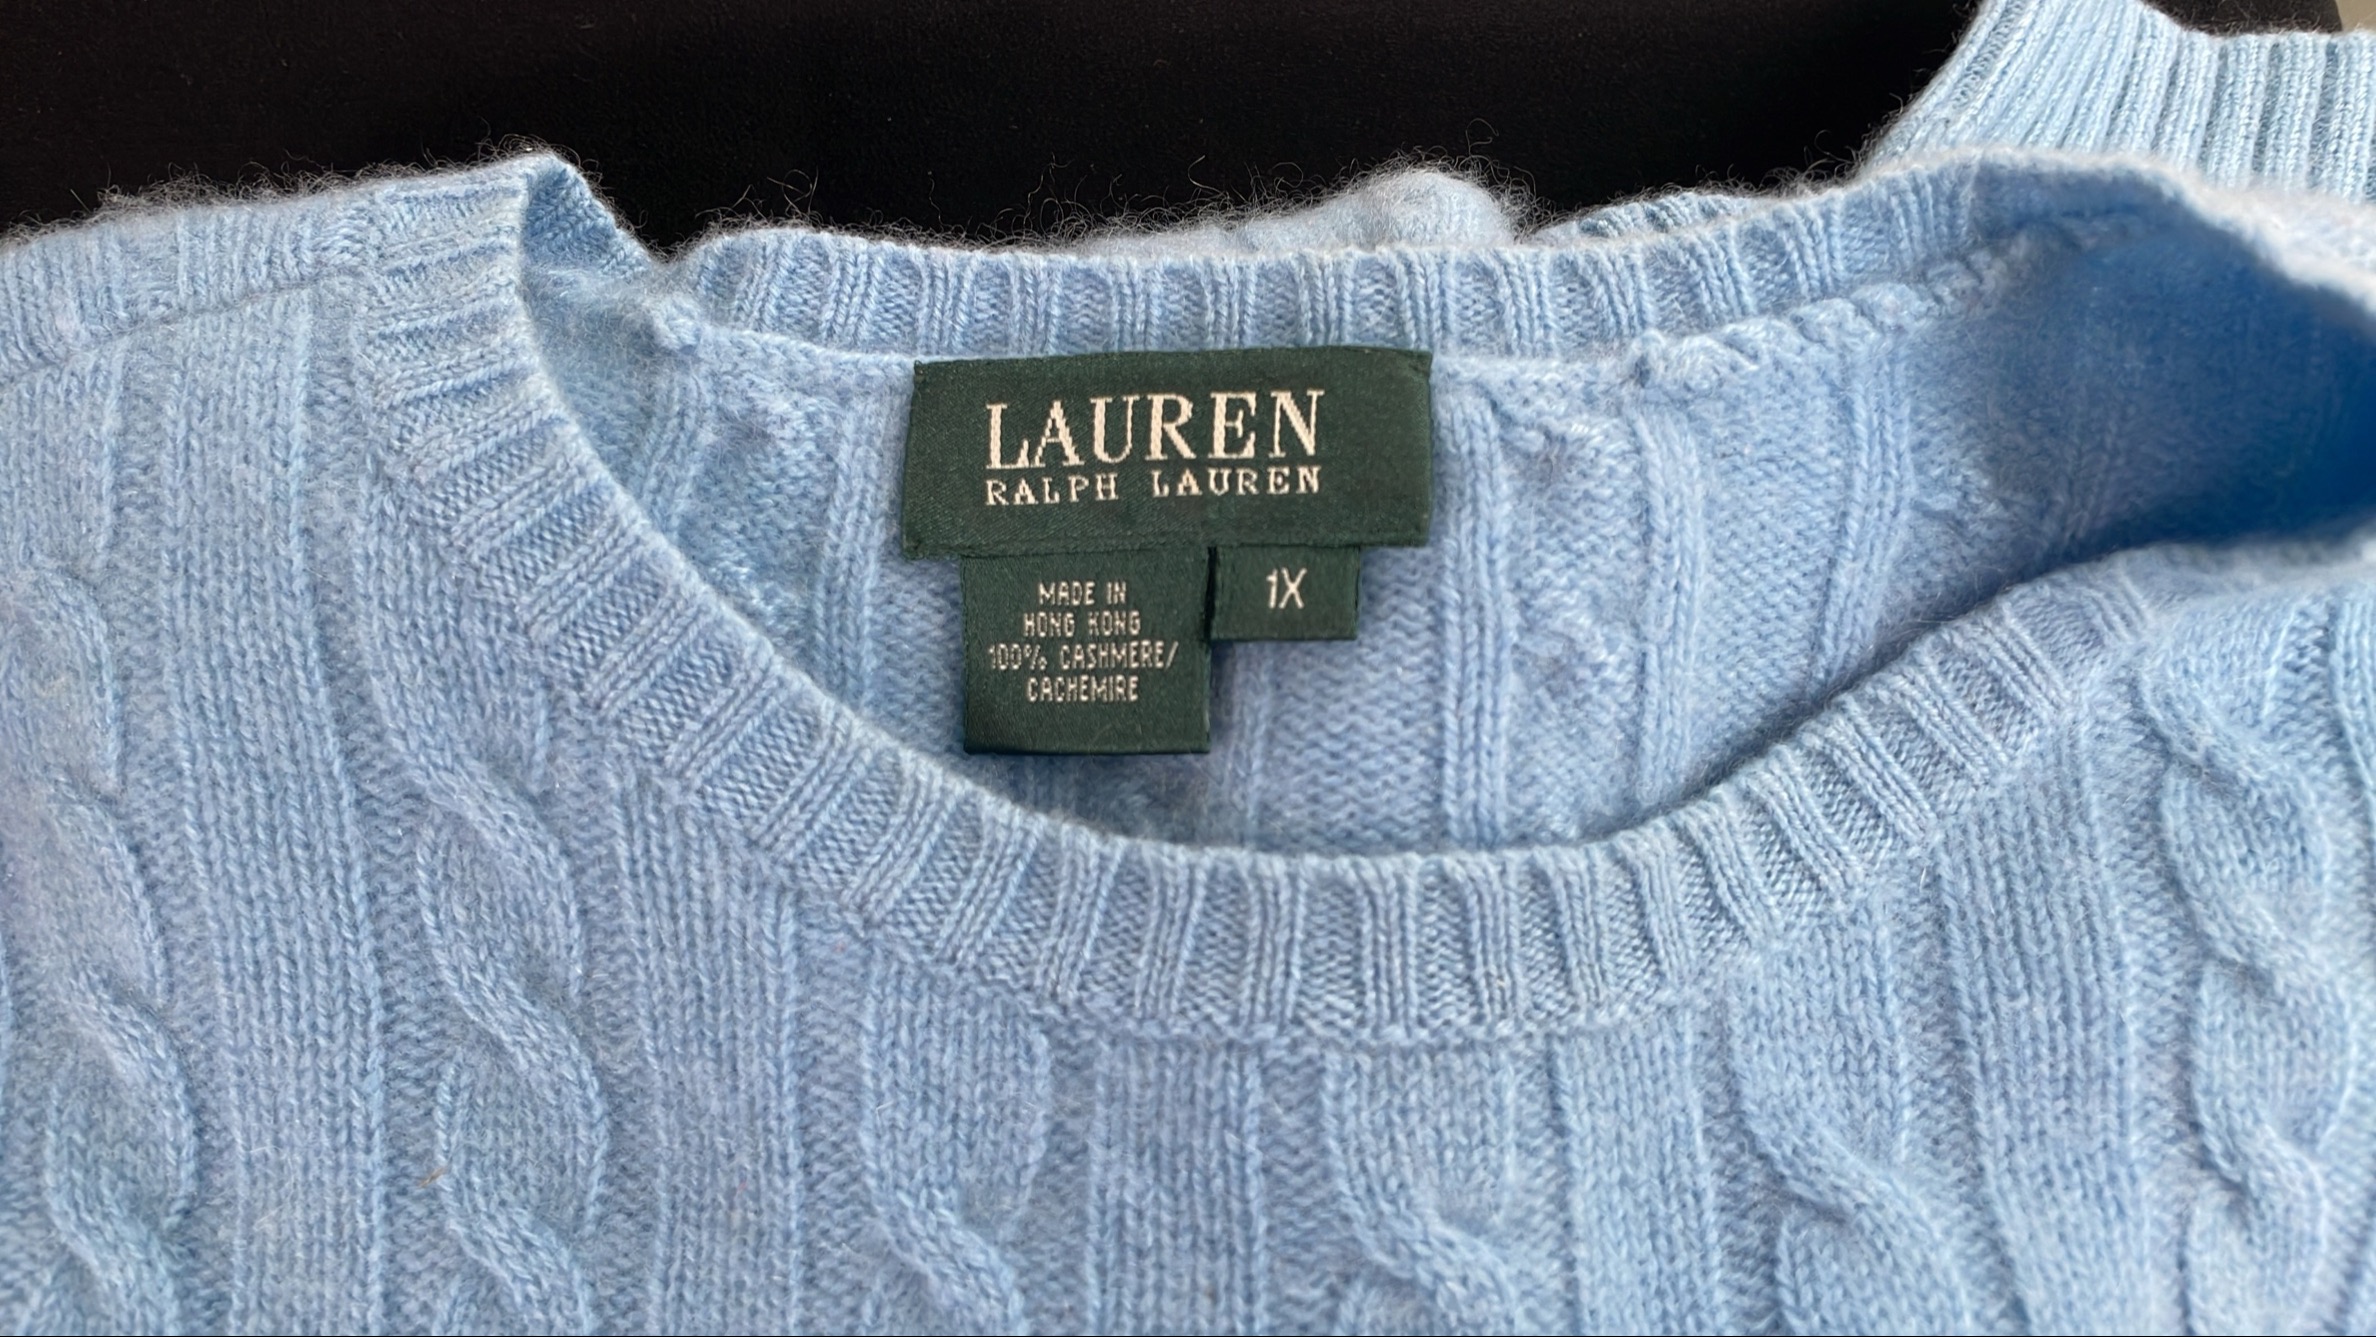 LAUREN
RALPH LAUREN
MADE IN
HONG KONG
100% CASHMERE/
CACHEMIRE
1X